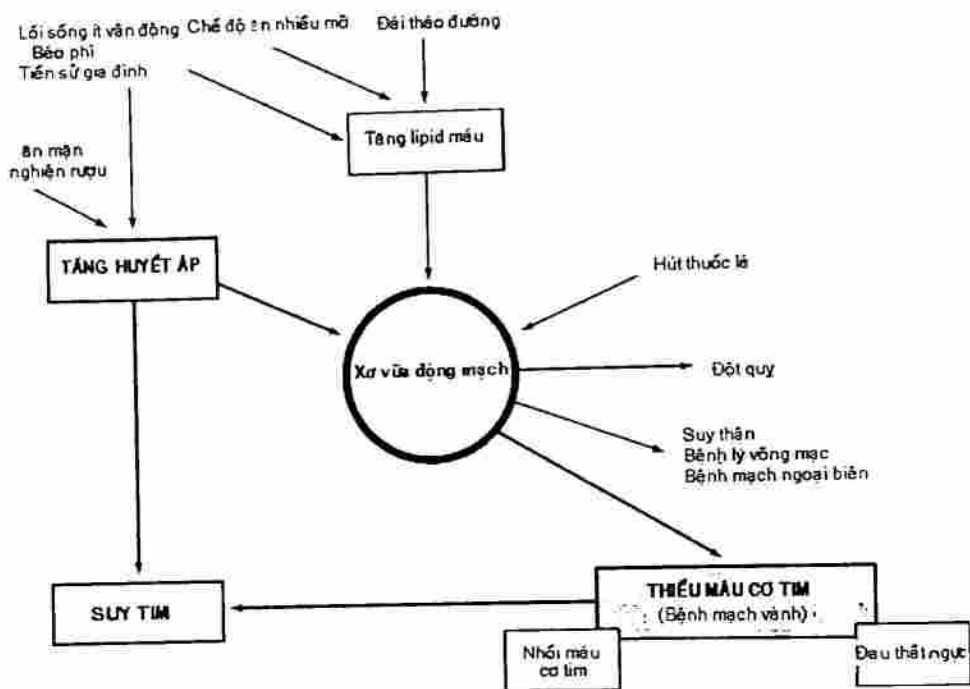 Lối sống ít vận động
Béo phì
Tiền sử gia đình
Chế độ ăn nhiều mỡ
Đái tháo đường
Tăng lipid máu
ăn mặn
nghiện rượu
TĂNG HUYẾT ÁP
Hút thuốc lá
Xơ vữa động mạch
Đột quỵ
Suy thận
Bệnh lý võng mạc
Bệnh mạch ngoại biên
SUY TIM
THIẾU MÁU CƠ TIM
(Bệnh mạch vành)
Nhồi máu
cơ tim
Đau thắt ngực